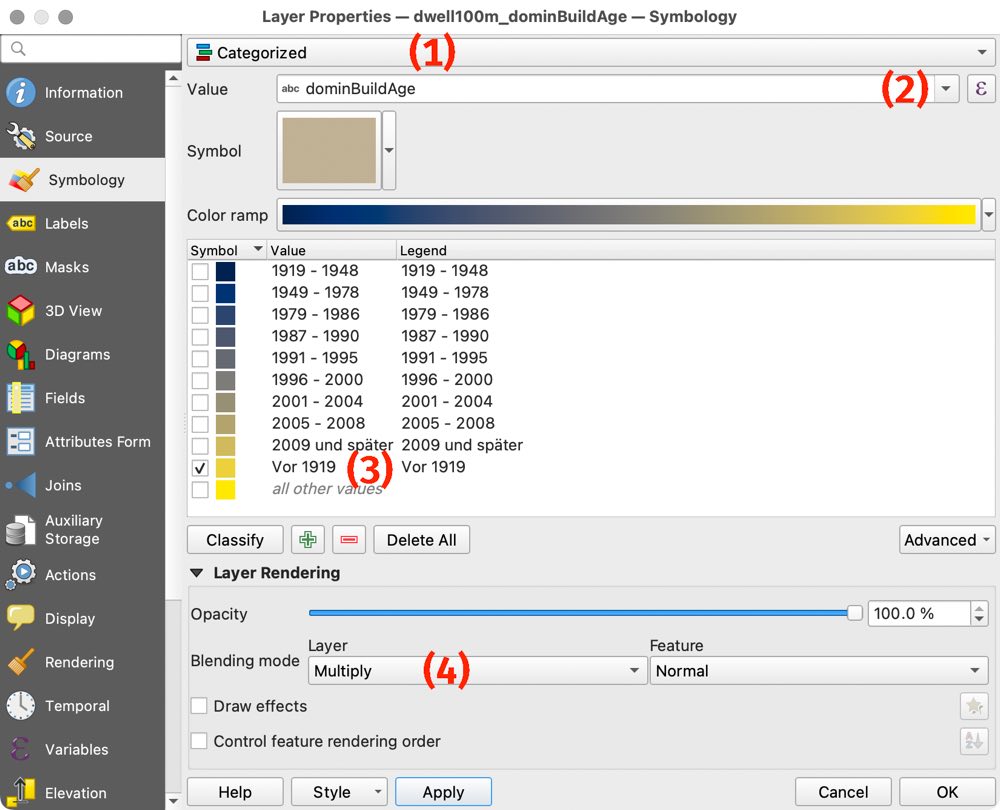 Layer Properties — dwell100m_dominBuildAge — Symbology
Categorized (1)
Information
Source
Symbology
Labels
Masks
3D View
Diagrams
Fields
Attributes Form
Joins
Auxiliary
Storage
Actions
Display
Rendering
Temporal
Variables
Elevation
Value abc dominBuildAge (2) ε
Symbol
Color ramp
Symbol Value Legend
1919 - 1948 1919 - 1948
1949 - 1978 1949 - 1978
1979 - 1986 1979 - 1986
1987 - 1990 1987 - 1990
1991 - 1995 1991 - 1995
1996 - 2000 1996 - 2000
2001 - 2004 2001 - 2004
2005 - 2008 2005 - 2008
2009 und später 2009 und später
Vor 1919 (3) Vor 1919
all other values
Classify Delete All Advanced
Layer Rendering
Opacity 100.0 %
Layer Feature
Blending mode Multiply (4) Normal
Draw effects
Control feature rendering order
Help Style Apply Cancel OK